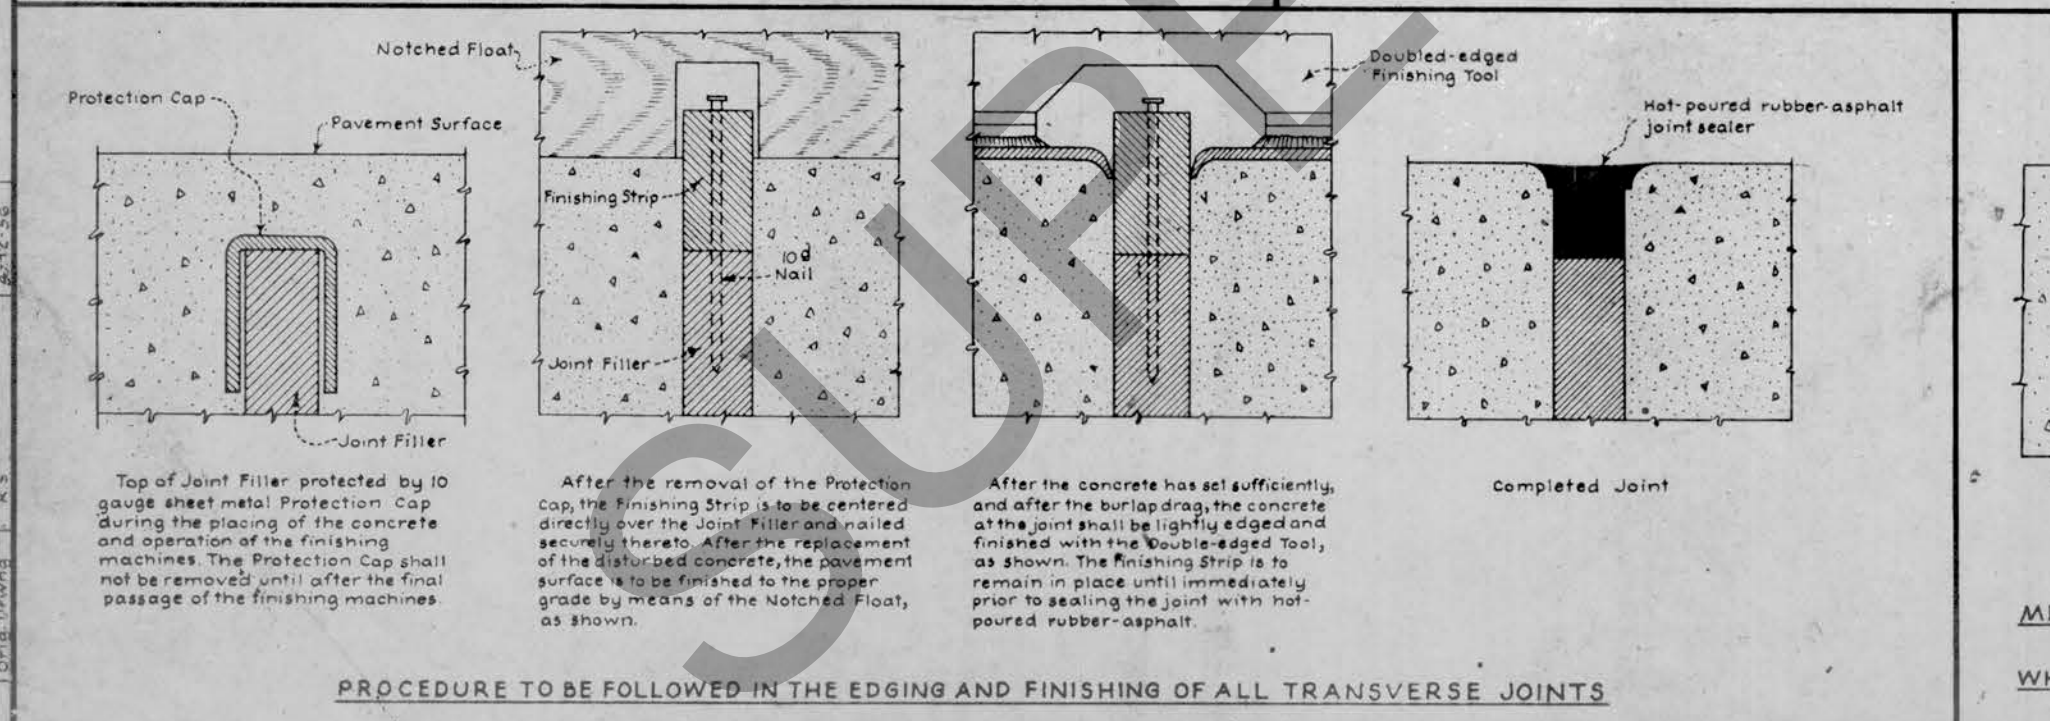 Notched Float
Protection Cap
Pavement Surface
Joint Filler
Top of Joint Filler protected by 10
gauge sheet metal Protection Cap
during the placing of the concrete
and operation of the finishing
machines. The Protection Cap shall
not be removed until after the final
passage of the finishing machines.
Finishing Strip
10d
Nail
Joint Filler
After the removal of the Protection
Cap, the Finishing Strip is to be centered
directly over the Joint Filler and nailed
securely thereto. After the replacement
of the disturbed concrete, the pavement
surface is to be finished to the proper
grade by means of the Notched Float,
as shown.
Doubled-edged
Finishing Tool
After the concrete has set sufficiently,
and after the burlap drag, the concrete
at the joint shall be lightly edged and
finished with the Double-edged Tool,
as shown. The Finishing Strip is to
remain in place until immediately
prior to sealing the joint with hot-
poured rubber-asphalt.
Hot-poured rubber-asphalt
joint sealer
Completed Joint
PROCEDURE TO BE FOLLOWED IN THE EDGING AND FINISHING OF ALL TRANSVERSE JOINTS
SUPE